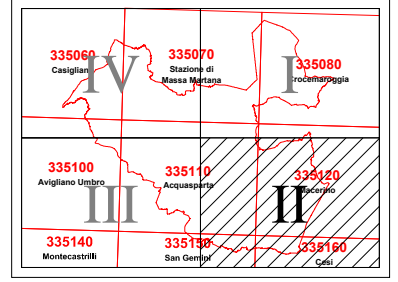 335060
Casigliano
IV
335070
Stazione di
Massa Martana
I
335080
Crocemaroggia
335100
Avigliano Umbro
III
335110
Acquasparta
335120
Macerino
II
335140
Montecastrilli
335150
San Gemini
335160
Cesi